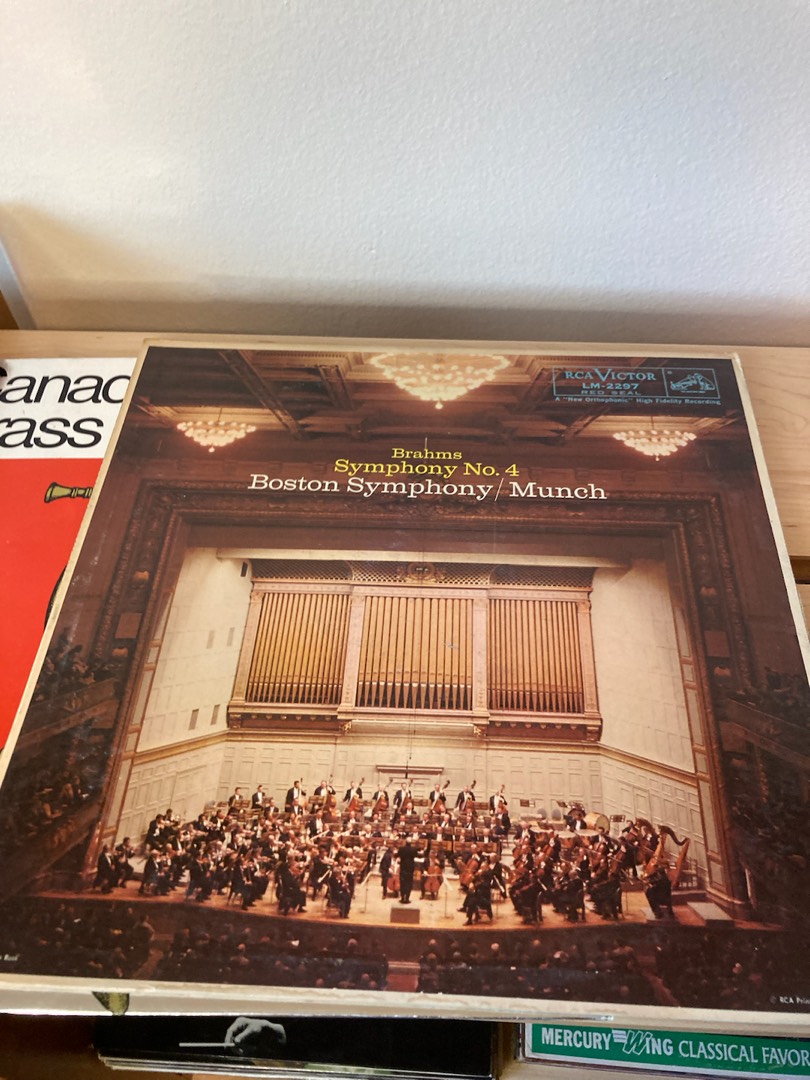 RCA VICTOR
LM-2297
RED SEAL
A "New Orthophonic" High Fidelity Recording
Brahms
Symphony No. 4
Boston Symphony/Munch
Canad
rass
© RCA Prin
MERCURY WING CLASSICAL FAVOR